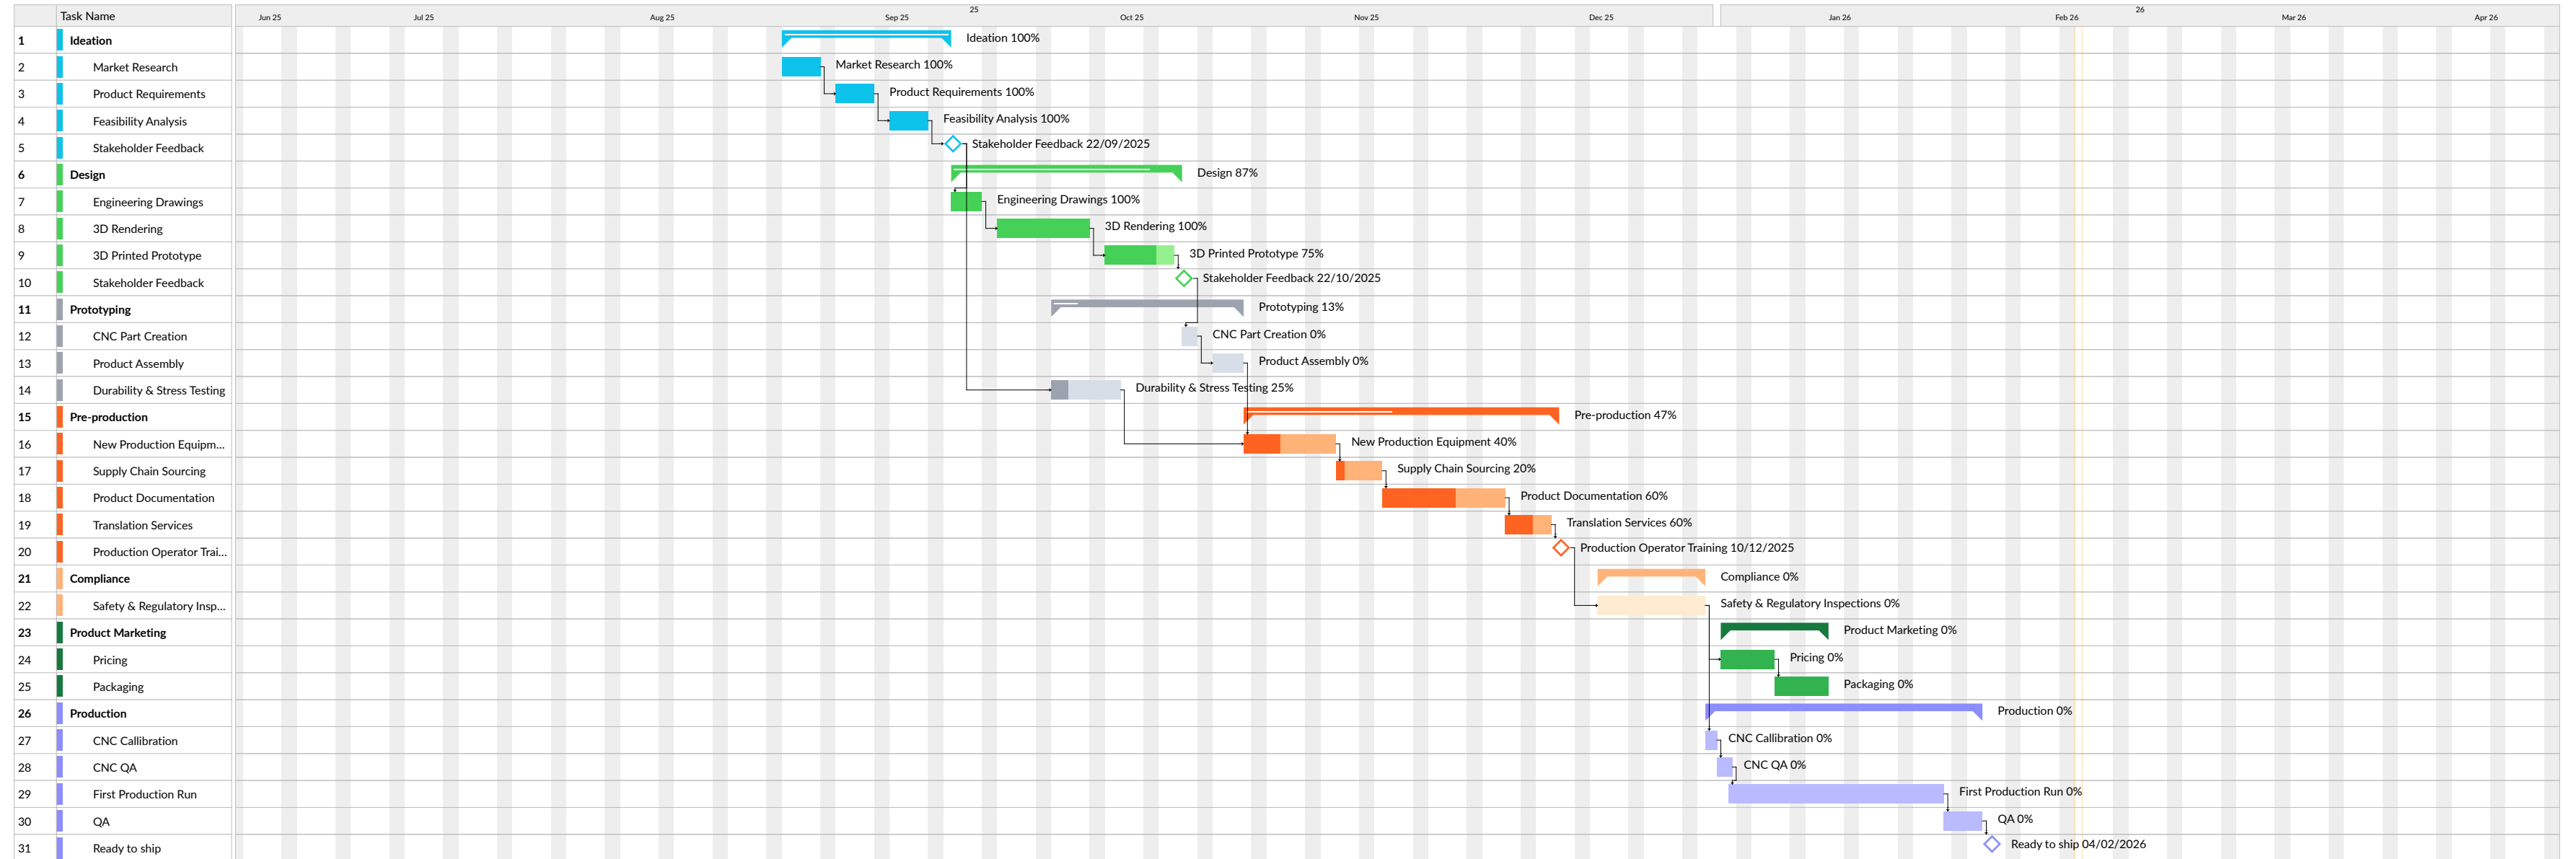 25 26
Task Name Jun 25 Jul 25 Aug 25 Sep 25 Oct 25 Nov 25 Dec 25 Jan 26 Feb 26 Mar 26 Apr 26
1 Ideation Ideation 100%
2 Market Research Market Research 100%
3 Product Requirements Product Requirements 100%
4 Feasibility Analysis Feasibility Analysis 100%
5 Stakeholder Feedback Stakeholder Feedback 22/09/2025
6 Design Design 87%
7 Engineering Drawings Engineering Drawings 100%
8 3D Rendering 3D Rendering 100%
9 3D Printed Prototype 3D Printed Prototype 75%
10 Stakeholder Feedback Stakeholder Feedback 22/10/2025
11 Prototyping Prototyping 13%
12 CNC Part Creation CNC Part Creation 0%
13 Product Assembly Product Assembly 0%
14 Durability & Stress Testing Durability & Stress Testing 25%
15 Pre-production Pre-production 47%
16 New Production Equipm... New Production Equipment 40%
17 Supply Chain Sourcing Supply Chain Sourcing 20%
18 Product Documentation Product Documentation 60%
19 Translation Services Translation Services 60%
20 Production Operator Trai... Production Operator Training 10/12/2025
21 Compliance Compliance 0%
22 Safety & Regulatory Insp... Safety & Regulatory Inspections 0%
23 Product Marketing Product Marketing 0%
24 Pricing Pricing 0%
25 Packaging Packaging 0%
26 Production Production 0%
27 CNC Callibration CNC Callibration 0%
28 CNC QA CNC QA 0%
29 First Production Run First Production Run 0%
30 QA QA 0%
31 Ready to ship Ready to ship 04/02/2026